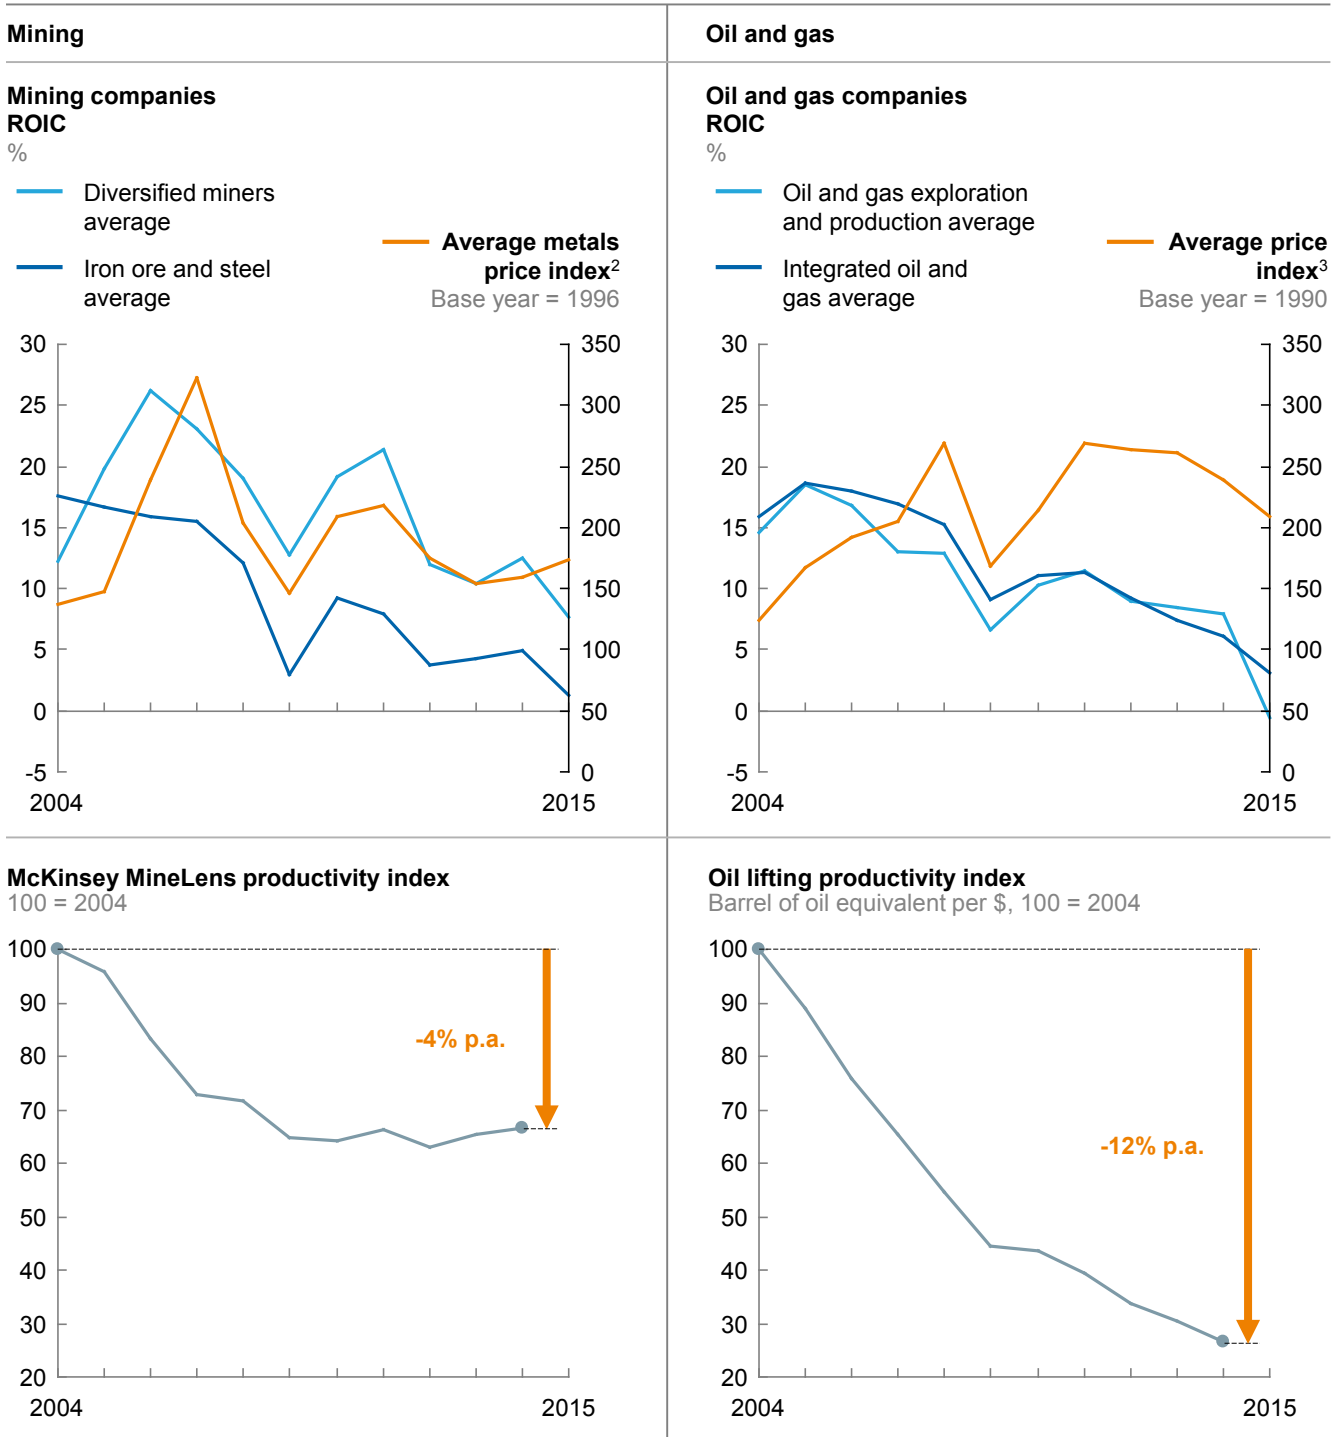 Mining
Mining companies
ROIC
%
Diversified miners
average
Iron ore and steel
average
Average metals
price index2
Base year = 1996
30
25
20
15
10
5
0
-5
350
300
250
200
150
100
50
0
2004
2015
Oil and gas
Oil and gas companies
ROIC
%
Oil and gas exploration
and production average
Integrated oil and
gas average
Average price
index3
Base year = 1990
30
25
20
15
10
5
0
-5
350
300
250
200
150
100
50
0
2004
2015
McKinsey MineLens productivity index
100 = 2004
100
90
80
70
60
50
40
30
20
-4% p.a.
2004
2015
Oil lifting productivity index
Barrel of oil equivalent per $, 100 = 2004
100
90
80
70
60
50
40
30
20
-12% p.a.
2004
2015